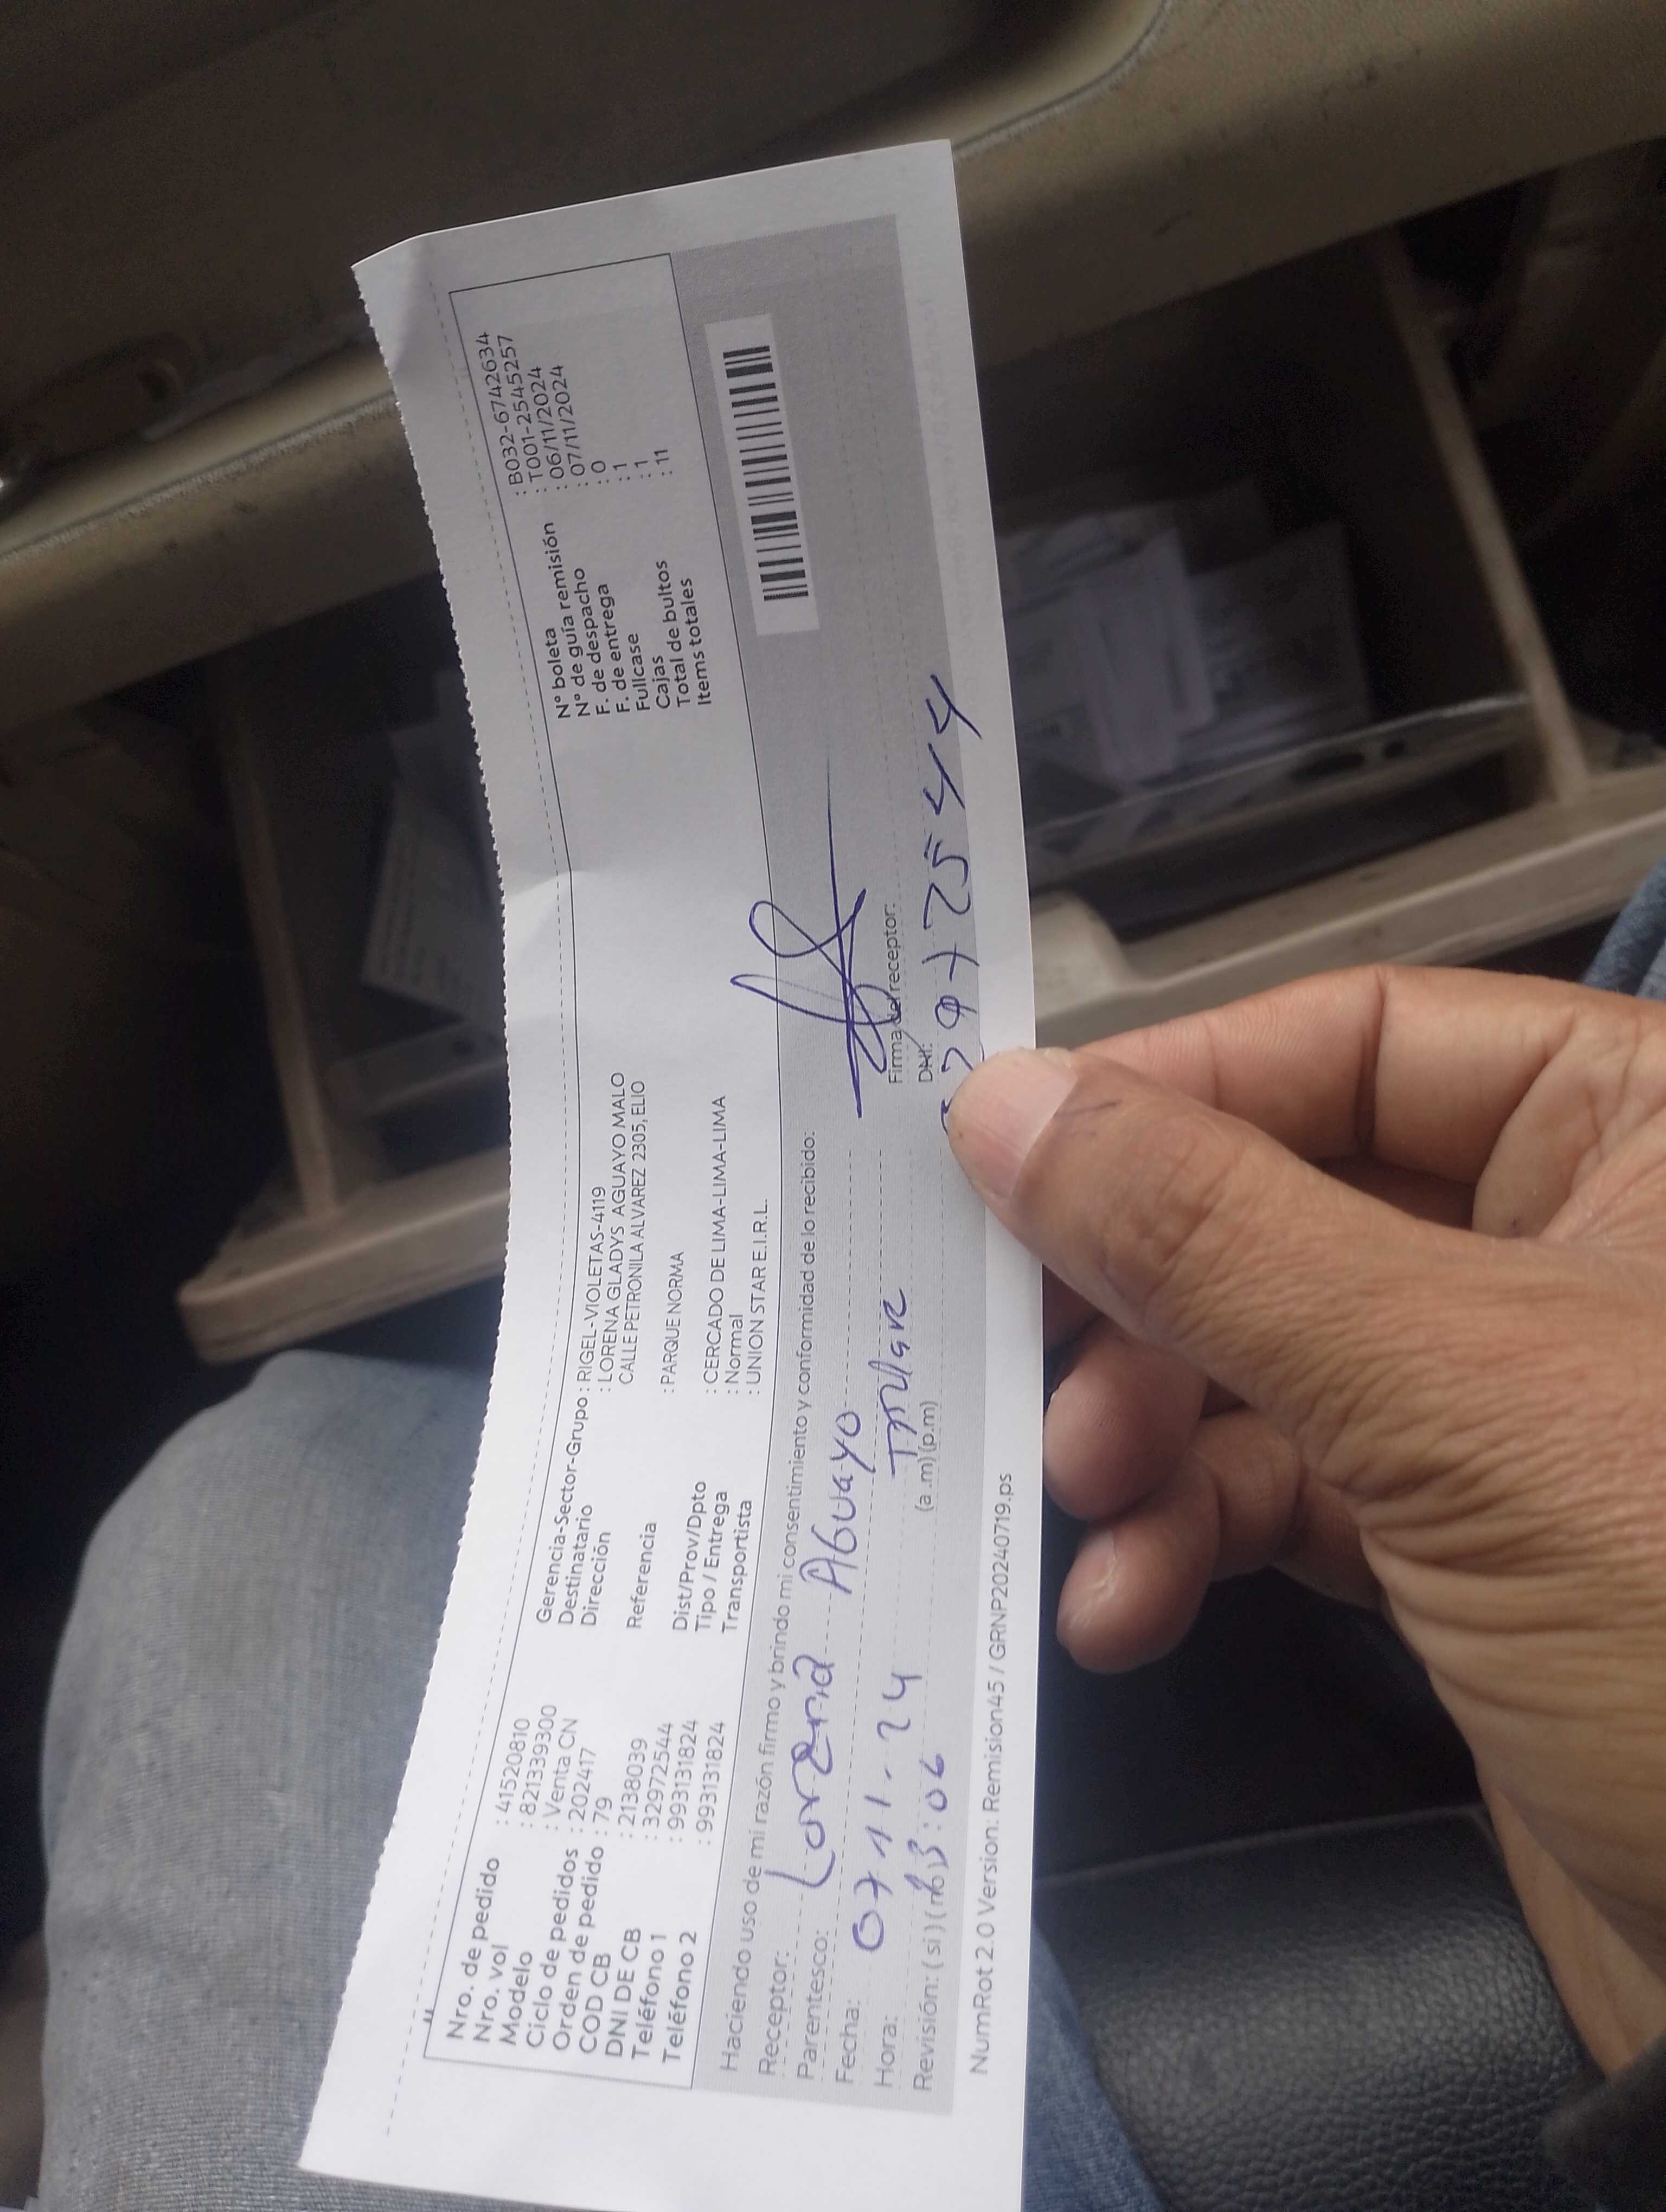 Nro. de pedido : 41520810
Nro. vol : 821339300
Modelo : Venta CN
Ciclo de pedidos : 202417
Orden de pedido : 79
COD CB : 2138039
DNI DE CB : 329722544
Teléfono 1 : 993131824
Teléfono 2 : 993131824
Gerencia-Sector-Grupo : RIGEL-VIOLETAS-4119
Destinatario : LORENA GLADYS AGUAYO MALO
Dirección CALLE PETRONILA ALVAREZ 2305, ELIO
Referencia : PARQUE NORMA
Dist/Prov/Dpto : CERCADO DE LIMA-LIMA-LIMA
Tipo / Entrega : Normal
Transportista : UNION STAR E.I.R.L.
N° boleta : B032-6742634
N° de guía remisión : T001-2545257
F. de despacho : 06/11/2024
F. de entrega : 07/11/2024
Fullcase : 0
Cajas : 1
Total de bultos : 1
Items totales : 11
Haciendo uso de mi razón firmo y brindo mi consentimiento y conformidad de lo recibido:
Receptor: Lorena Aguayo
Parentesco: Titular
Fecha: 07-11-24
Hora: 13:06 (a.m) (p.m)
Revisión: (si) (no)
Firma del receptor:
DNI: 2972544
NumRot 2.0 Version: Remision45 / GRNP20240719.ps